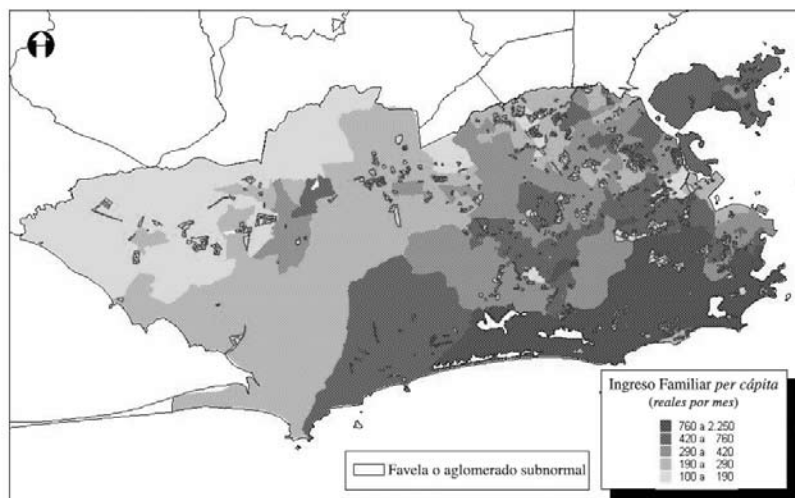 Ingreso Familiar per cápita
(reales por mes)
760 a 2.250
420 a 760
290 a 420
190 a 290
100 a 190
Favela o aglomerado subnormal